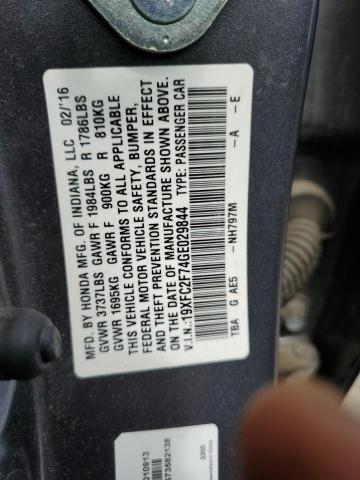 MFD. BY HONDA MFG. OF INDIANA, LLC 02/'16
GVWR 3737LBS GAWR F 1984LBS R 1786LBS
GVWR 1695KG GAWR F 900KG R 810KG
THIS VEHICLE CONFORMS TO ALL APPLICABLE
FEDERAL MOTOR VEHICLE SAFETY, BUMPER,
AND THEFT PREVENTION STANDARDS IN EFFECT
ON THE DATE OF MANUFACTURE SHOWN ABOVE.
V.I.N.:19XFC2F74GE029844 TYPE: PASSENGER CAR
TBA G AE5 -NH797M -A -E
010913
73582138